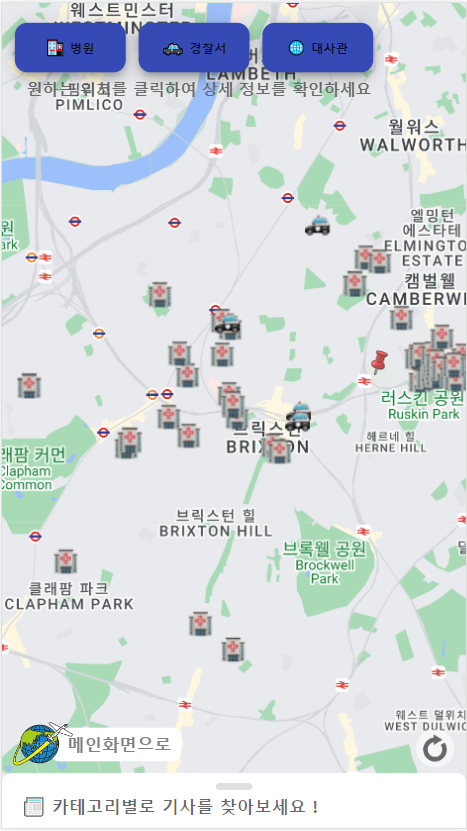 웨스트민스터
WESTMINSTER
병원
경찰서
대사관
LAMBETH
원하는 위치를 클릭하여 상세 정보를 확인하세요
PIMLICO
월워스
WALWORTH
엘밍턴
에스타테
ELMINGTO
ESTATE
캠벌웰
CAMBERWE
러스킨 공원
Ruskin Park
헤르네 힐
HERNE HILL
브릭스턴
BRIXTON
래팜 커먼
Clapham
Common
브릭스턴 힐
BRIXTON HILL
브록웰 공원
Brockwell
Park
클래팜 파크
CLAPHAM PARK
웨스트 덜위치
WEST DULWIC
메인화면으로
카테고리별로 기사를 찾아보세요 !